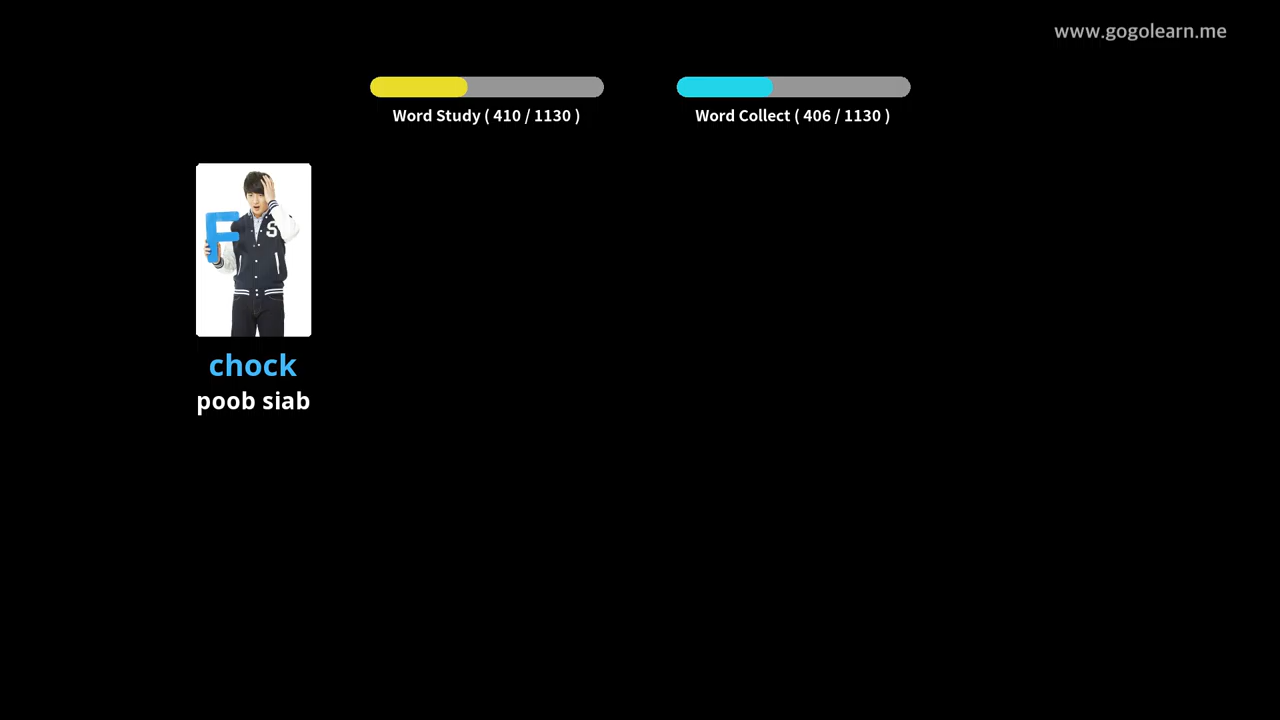 www.gogolearn.me
Word Study ( 410 / 1130 )
Word Collect ( 406 / 1130 )
F
S
chock
poob siab